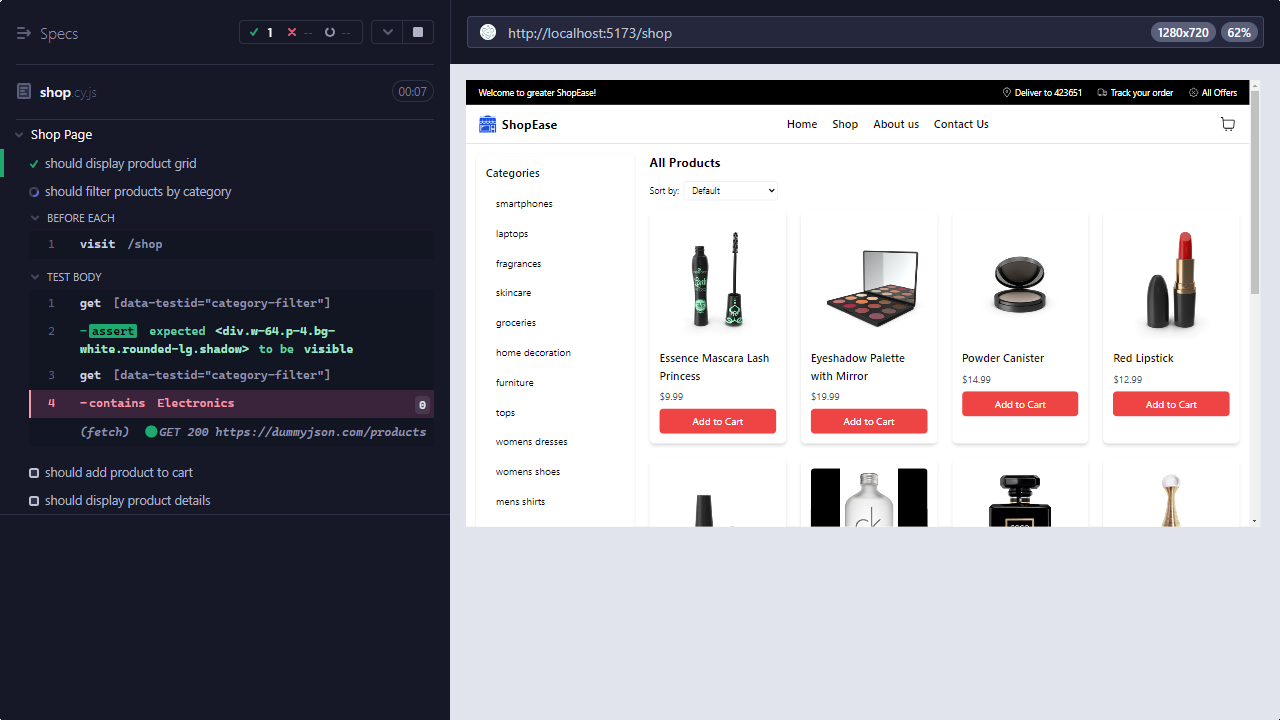 Specs
1 -- --
shop.cy.js
00:07
Shop Page
should display product grid
should filter products by category
BEFORE EACH
1 visit /shop
TEST BODY
1 get [data-testid="category-filter"]
2 -assert expected <div.w-64.p-4.bg-
white.rounded-lg.shadow> to be visible
3 get [data-testid="category-filter"]
4 -contains Electronics 0
(fetch) GET 200 https://dummyjson.com/products
should add product to cart
should display product details
http://localhost:5173/shop
1280x720
62%
Welcome to greater ShopEase!
Deliver to 423651
Track your order
All Offers
ShopEase
Home
Shop
About us
Contact Us
Categories
smartphones
laptops
fragrances
skincare
groceries
home decoration
furniture
tops
womens dresses
womens shoes
mens shirts
All Products
Sort by: Default
Essence Mascara Lash
Princess
$9.99
Add to Cart
Eyeshadow Palette
with Mirror
$19.99
Add to Cart
Powder Canister
$14.99
Add to Cart
Red Lipstick
$12.99
Add to Cart
ck